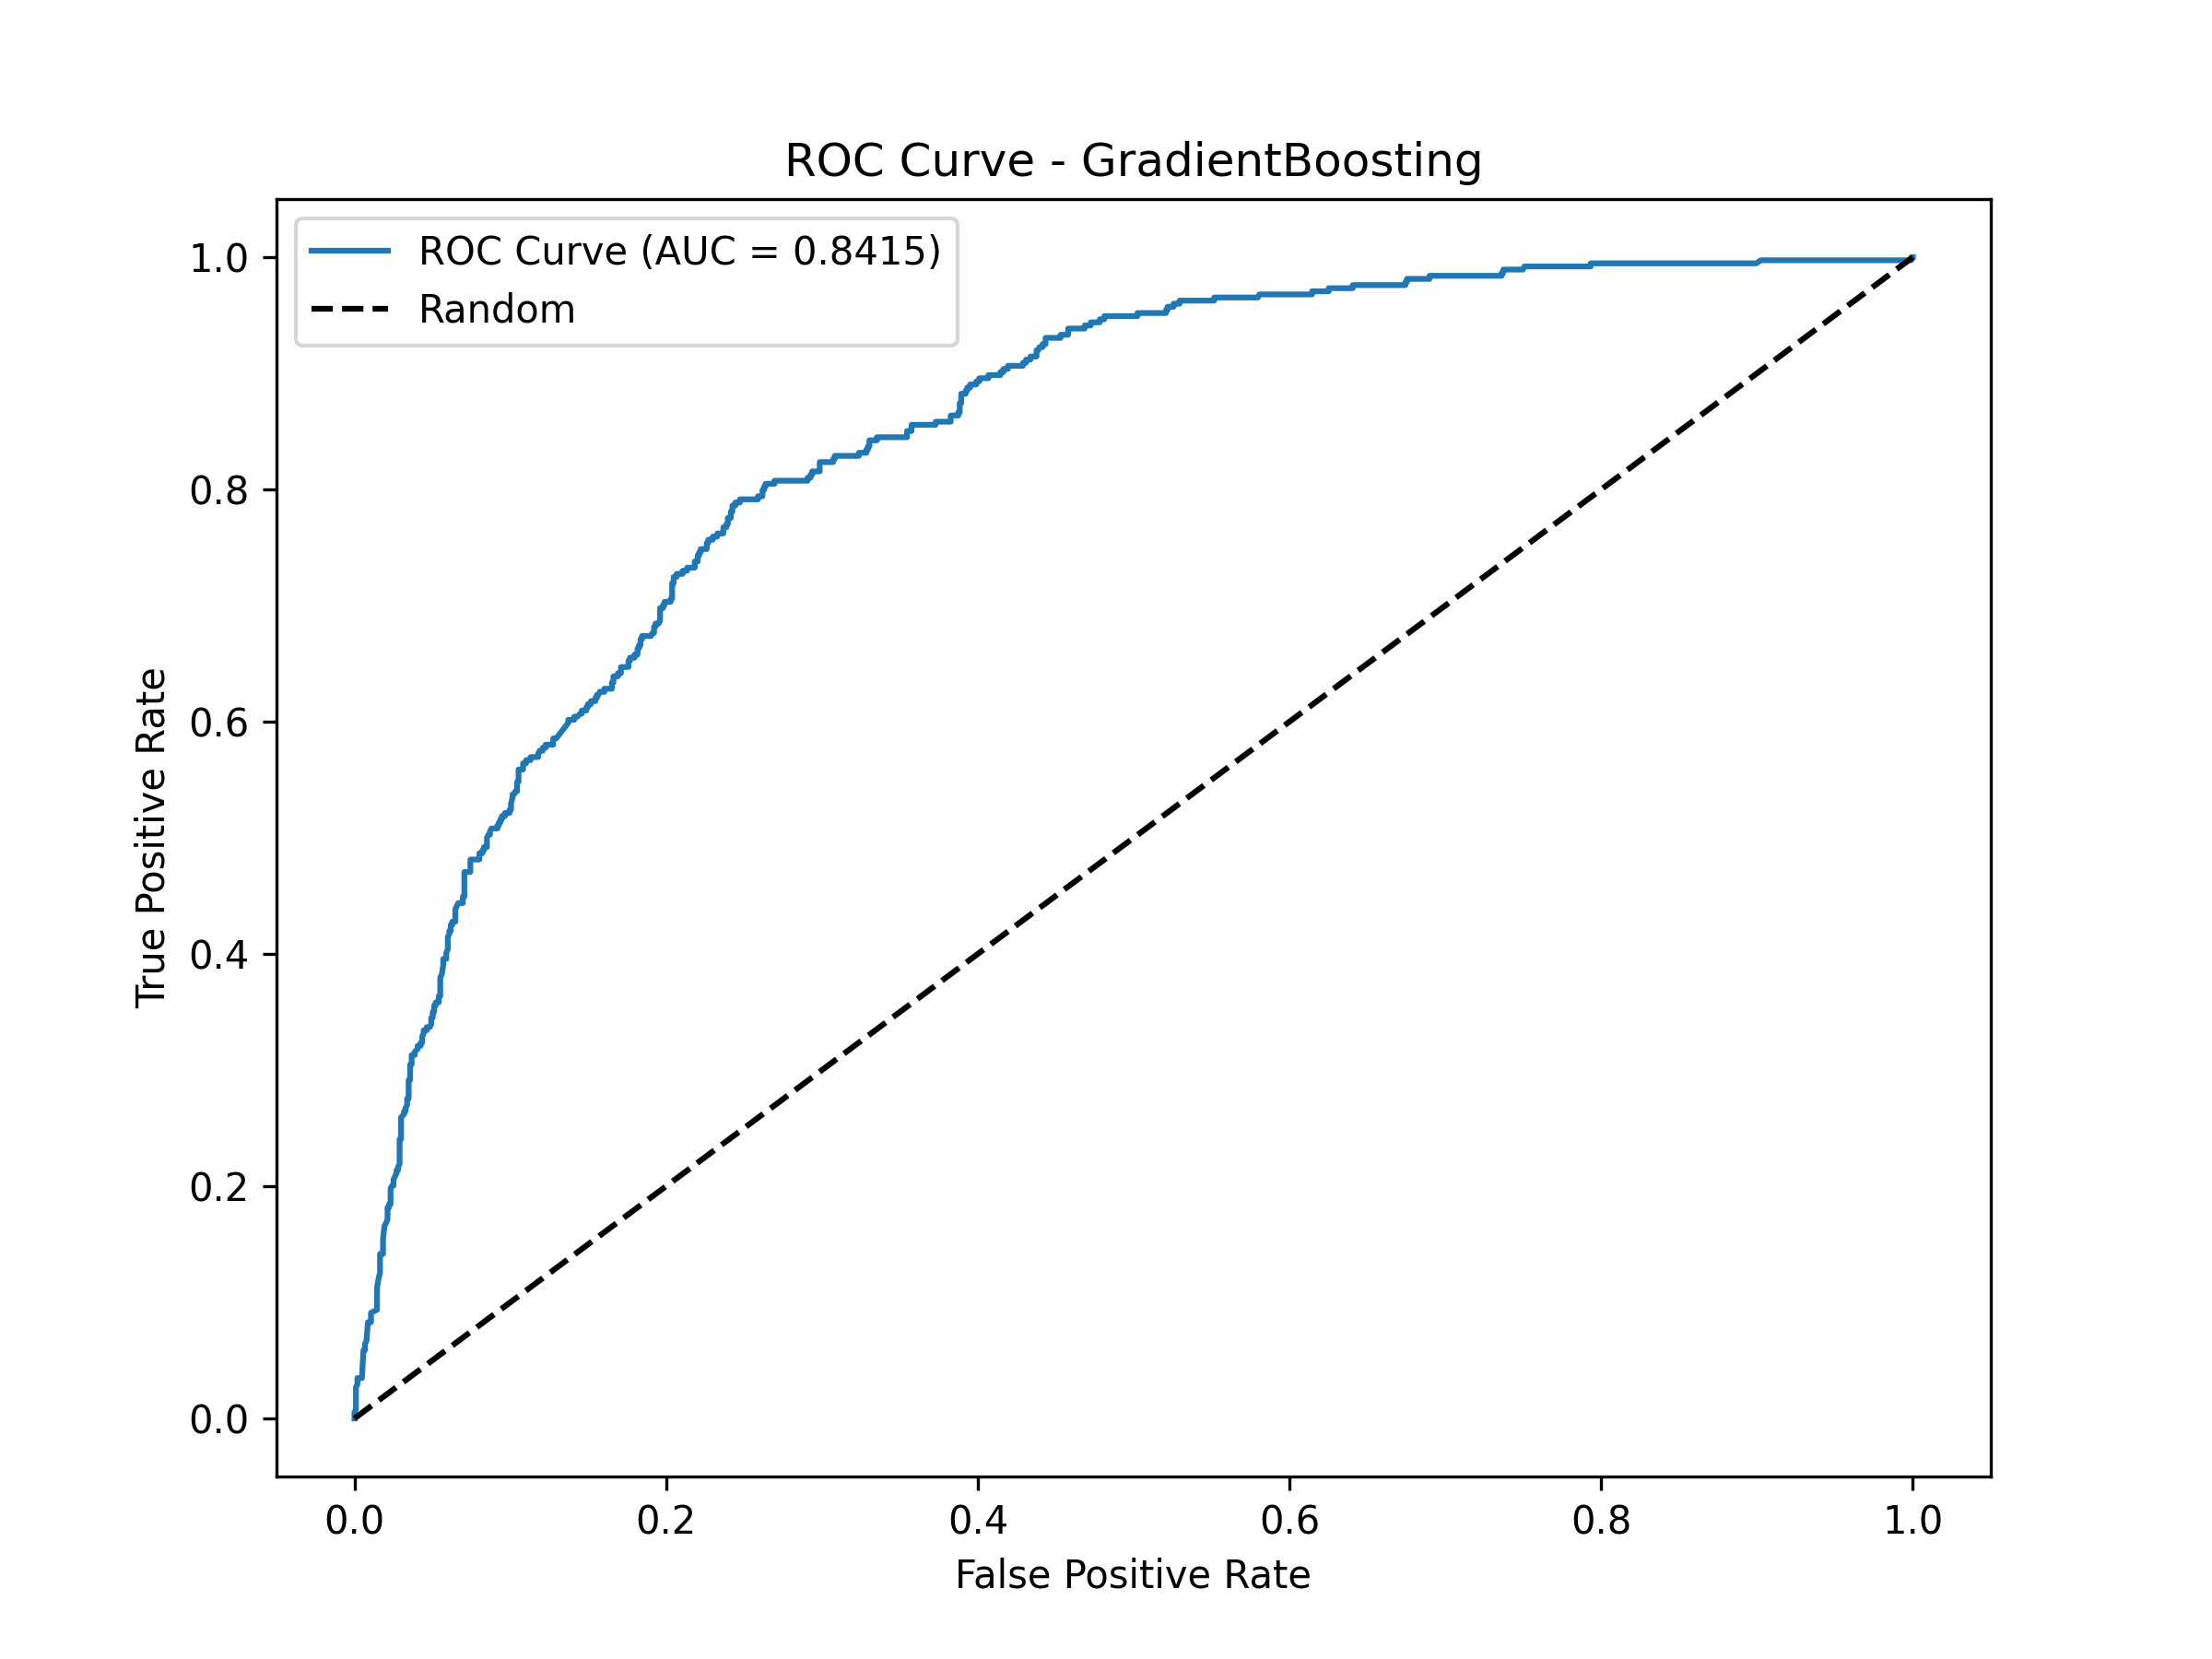 ROC Curve - GradientBoosting
ROC Curve (AUC = 0.8415)
Random
True Positive Rate
1.0
0.8
0.6
0.4
0.2
0.0
0.0 0.2 0.4 0.6 0.8 1.0
False Positive Rate